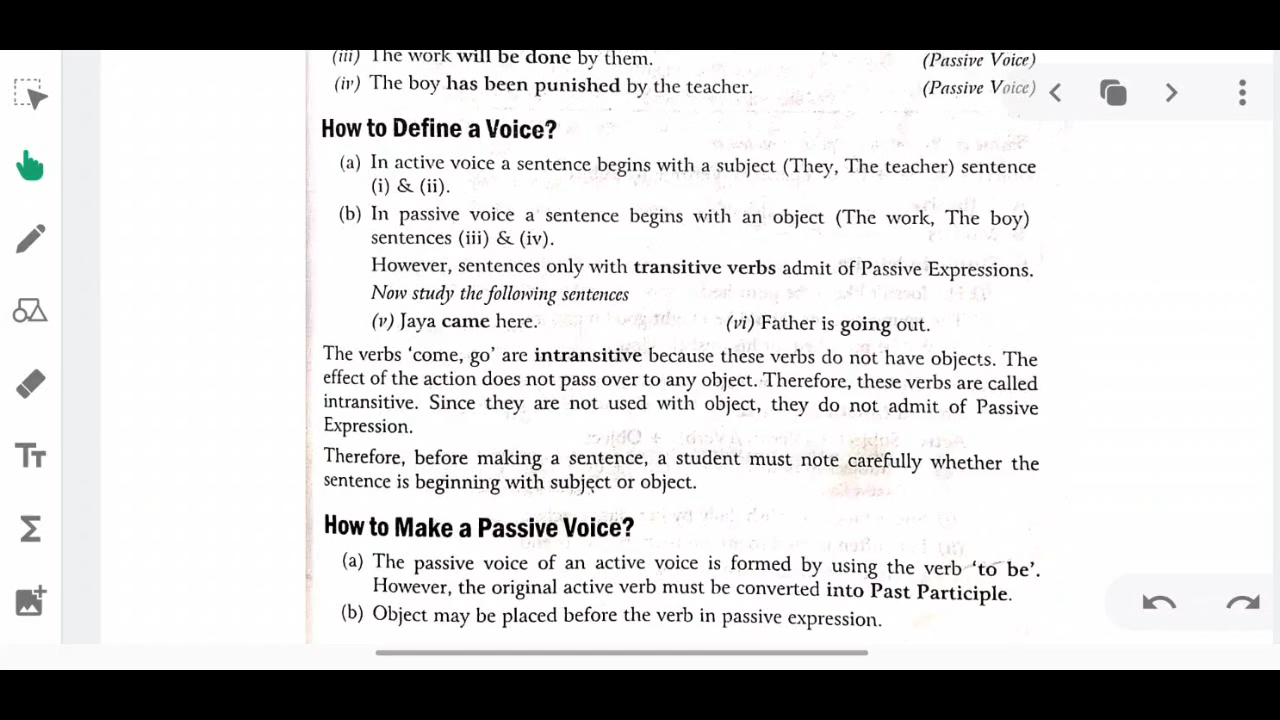 (iii) The work will be done by them. (Passive Voice)
(iv) The boy has been punished by the teacher. (Passive Voice)
How to Define a Voice?
(a) In active voice a sentence begins with a subject (They, The teacher) sentence
(i) & (ii).
(b) In passive voice a sentence begins with an object (The work, The boy)
sentences (iii) & (iv).
However, sentences only with transitive verbs admit of Passive Expressions.
Now study the following sentences
(v) Jaya came here. (vi) Father is going out.
The verbs ‘come, go’ are intransitive because these verbs do not have objects. The
effect of the action does not pass over to any object. Therefore, these verbs are called
intransitive. Since they are not used with object, they do not admit of Passive
Expression.
Therefore, before making a sentence, a student must note carefully whether the
sentence is beginning with subject or object.
How to Make a Passive Voice?
(a) The passive voice of an active voice is formed by using the verb ‘to be’.
However, the original active verb must be converted into Past Participle.
(b) Object may be placed before the verb in passive expression.